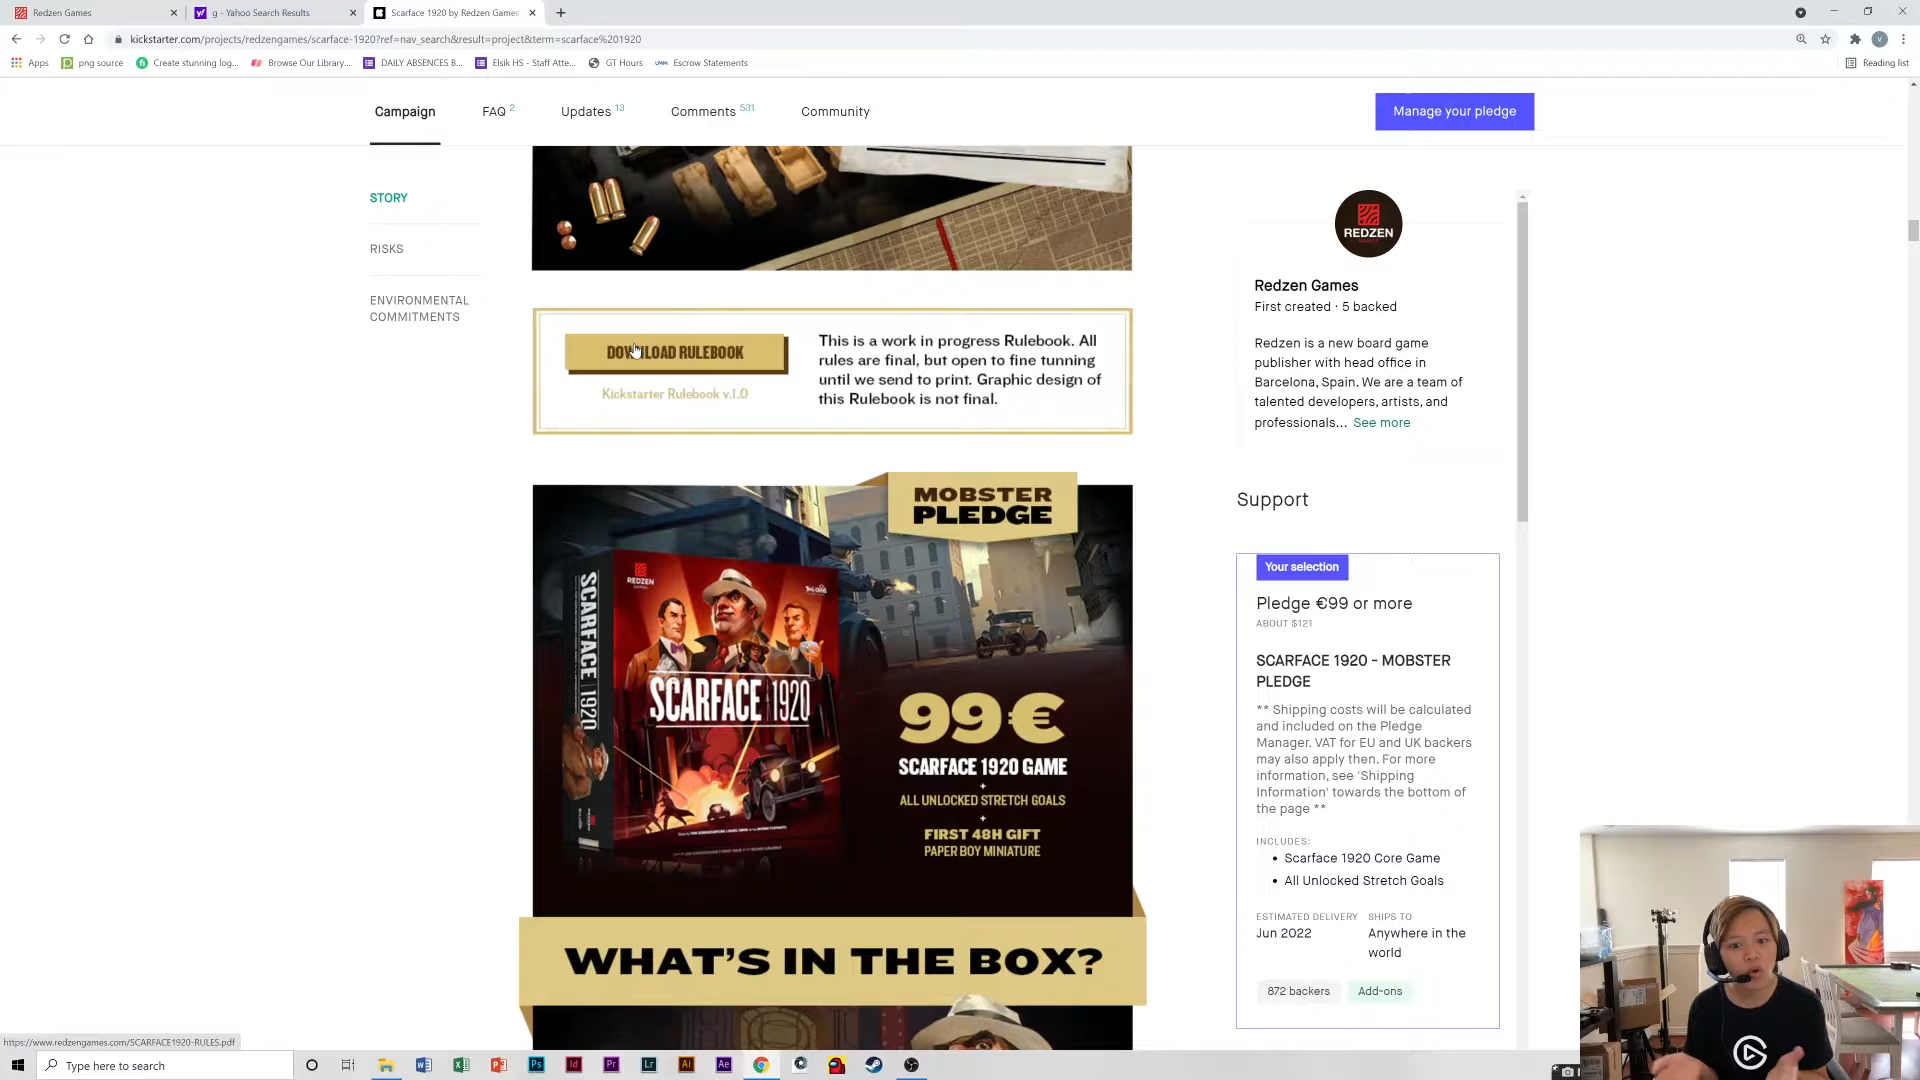 Redzen Games
g - Yahoo Search Results
Scarface 1920 by Redzen Games
kickstarter.com/projects/redzengames/scarface-1920?ref=nav_search&result=project&term=scarface%201920
Apps
png source
Create stunning log...
Browse Our Library...
DAILY ABSENCES B...
Elsik HS - Staff Atte...
GT Hours
Escrow Statements
Reading list
Campaign
FAQ 2
Updates 13
Comments 531
Community
Manage your pledge
STORY
RISKS
ENVIRONMENTAL
COMMITMENTS
DOWNLOAD RULEBOOK
Kickstarter Rulebook v.1.0
This is a work in progress Rulebook. All
rules are final, but open to fine tunning
until we send to print. Graphic design of
this Rulebook is not final.
MOBSTER
PLEDGE
REDZEN
SCARFACE 1920
SCARFACE 1920
99€
SCARFACE 1920 GAME
+
ALL UNLOCKED STRETCH GOALS
+
FIRST 48H GIFT
PAPER BOY MINIATURE
WHAT'S IN THE BOX?
REDZEN
GAMES
Redzen Games
First created · 5 backed
Redzen is a new board game
publisher with head office in
Barcelona, Spain. We are a team of
talented developers, artists, and
professionals... See more
Support
Your selection
Pledge €99 or more
ABOUT $121
SCARFACE 1920 - MOBSTER
PLEDGE
** Shipping costs will be calculated
and included on the Pledge
Manager. VAT for EU and UK backers
may also apply then. For more
information, see 'Shipping
Information' towards the bottom of
the page **
INCLUDES:
• Scarface 1920 Core Game
• All Unlocked Stretch Goals
ESTIMATED DELIVERY
Jun 2022
SHIPS TO
Anywhere in the
world
872 backers
Add-ons
https://www.redzengames.com/SCARFACE1920-RULES.pdf
Type here to search